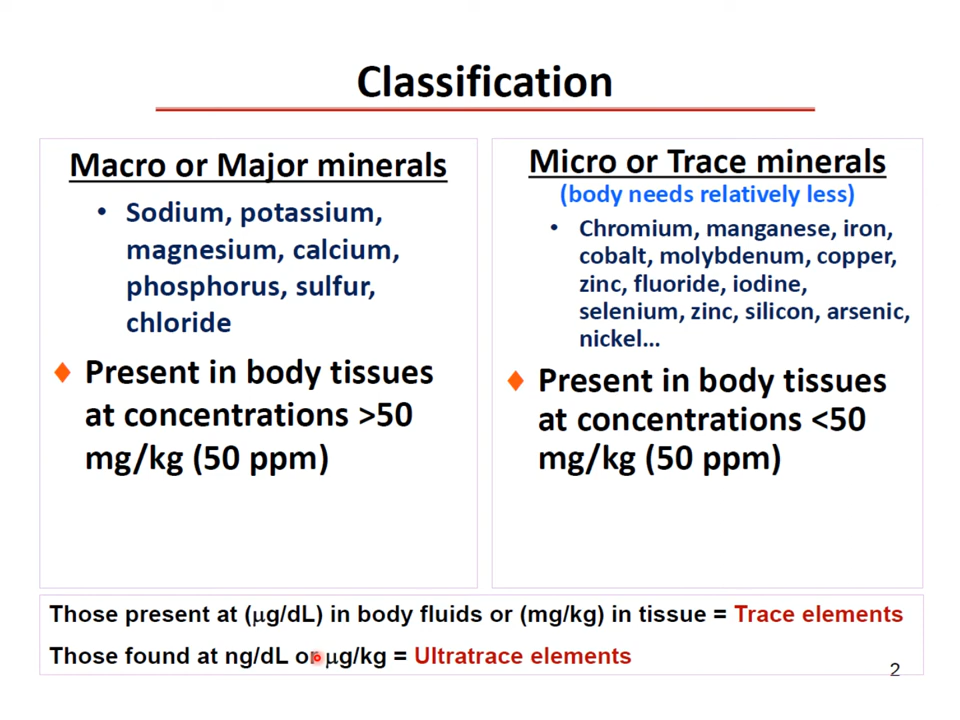 Classification
Macro or Major minerals
• Sodium, potassium,
magnesium, calcium,
phosphorus, sulfur,
chloride
♦ Present in body tissues
at concentrations >50
mg/kg (50 ppm)
Micro or Trace minerals
(body needs relatively less)
• Chromium, manganese, iron,
cobalt, molybdenum, copper,
zinc, fluoride, iodine,
selenium, zinc, silicon, arsenic,
nickel…
♦ Present in body tissues
at concentrations <50
mg/kg (50 ppm)
Those present at (μg/dL) in body fluids or (mg/kg) in tissue = Trace elements
Those found at ng/dL or μg/kg = Ultratrace elements
2